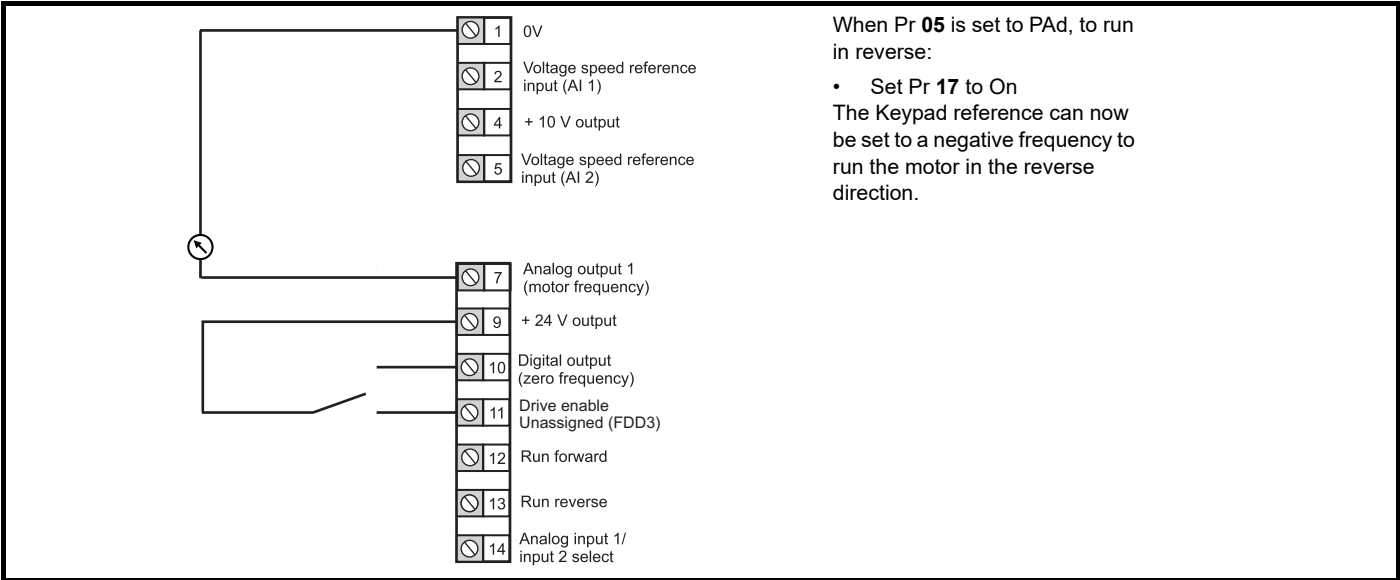 1 0V
2 Voltage speed reference
input (AI 1)
4 + 10 V output
5 Voltage speed reference
input (AI 2)
7 Analog output 1
(motor frequency)
9 + 24 V output
10 Digital output
(zero frequency)
11 Drive enable
Unassigned (FDD3)
12 Run forward
13 Run reverse
14 Analog input 1/
input 2 select
When Pr 05 is set to PAd, to run
in reverse:
• Set Pr 17 to On
The Keypad reference can now
be set to a negative frequency to
run the motor in the reverse
direction.